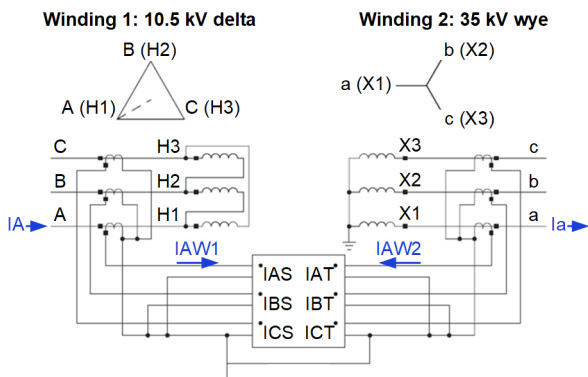 Winding 1: 10.5 kV delta
Winding 2: 35 kV wye
B (H2)
A (H1)
C (H3)
b (X2)
a (X1)
c (X3)
C
H3
X3
c
B
H2
X2
b
IA
A
H1
X1
a
Ia
IAW1
IAW2
IAS IAT
IBS IBT
ICS ICT